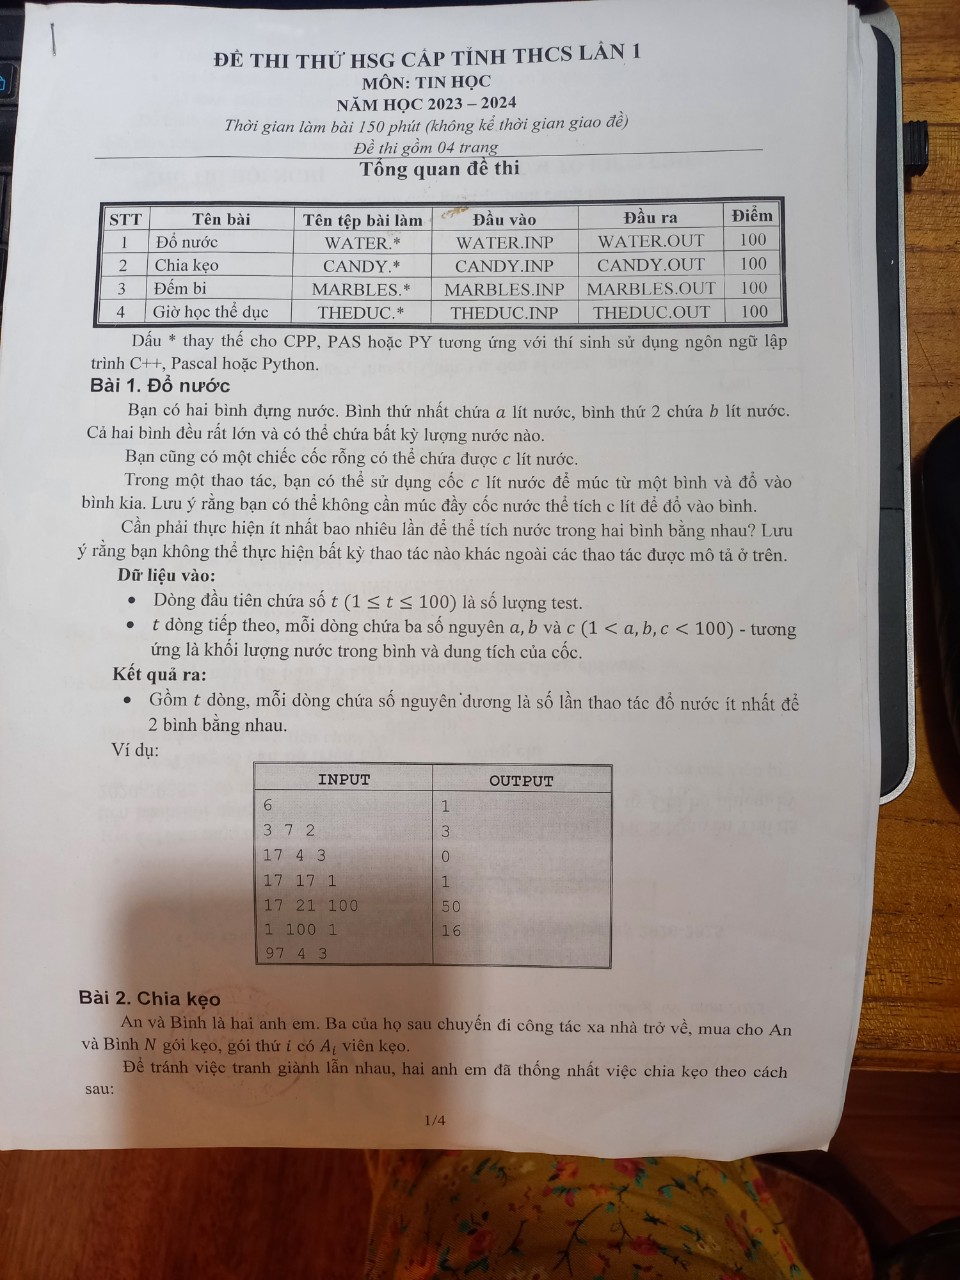 ĐỀ THI THỬ HSG CẤP TỈNH THCS LẦN 1
MÔN: TIN HỌC
NĂM HỌC 2023 – 2024
Thời gian làm bài 150 phút (không kể thời gian giao đề)
Đề thi gồm 04 trang
Tổng quan đề thi
STT Tên bài Tên tệp bài làm Đầu vào Đầu ra Điểm
1 Đổ nước WATER.* WATER.INP WATER.OUT 100
2 Chia kẹo CANDY.* CANDY.INP CANDY.OUT 100
3 Đếm bi MARBLES.* MARBLES.INP MARBLES.OUT 100
4 Giờ học thể dục THEDUC.* THEDUC.INP THEDUC.OUT 100
Dấu * thay thế cho CPP, PAS hoặc PY tương ứng với thí sinh sử dụng ngôn ngữ lập
trình C++, Pascal hoặc Python.
Bài 1. Đổ nước
Bạn có hai bình đựng nước. Bình thứ nhất chứa a lít nước, bình thứ 2 chứa b lít nước.
Cả hai bình đều rất lớn và có thể chứa bất kỳ lượng nước nào.
Bạn cũng có một chiếc cốc rỗng có thể chứa được c lít nước.
Trong một thao tác, bạn có thể sử dụng cốc c lít nước để múc từ một bình và đổ vào
bình kia. Lưu ý rằng bạn có thể không cần múc đầy cốc nước thể tích c lít để đổ vào bình.
Cần phải thực hiện ít nhất bao nhiêu lần để thể tích nước trong hai bình bằng nhau? Lưu
ý rằng bạn không thể thực hiện bất kỳ thao tác nào khác ngoài các thao tác được mô tả ở trên.
Dữ liệu vào:
• Dòng đầu tiên chứa số t (1 ≤ t ≤ 100) là số lượng test.
• t dòng tiếp theo, mỗi dòng chứa ba số nguyên a, b và c (1 < a, b, c < 100) - tương
ứng là khối lượng nước trong bình và dung tích của cốc.
Kết quả ra:
• Gồm t dòng, mỗi dòng chứa số nguyên dương là số lần thao tác đổ nước ít nhất để
2 bình bằng nhau.
Ví dụ:
INPUT OUTPUT
6 1
3 7 2 3
17 4 3 0
17 17 1 1
17 21 100 50
1 100 1 16
97 4 3
Bài 2. Chia kẹo
An và Bình là hai anh em. Ba của họ sau chuyến đi công tác xa nhà trở về, mua cho An
và Bình N gói kẹo, gói thứ i có Aᵢ viên kẹo.
Để tránh việc tranh giành lẫn nhau, hai anh em đã thống nhất việc chia kẹo theo cách
sau:
1/4